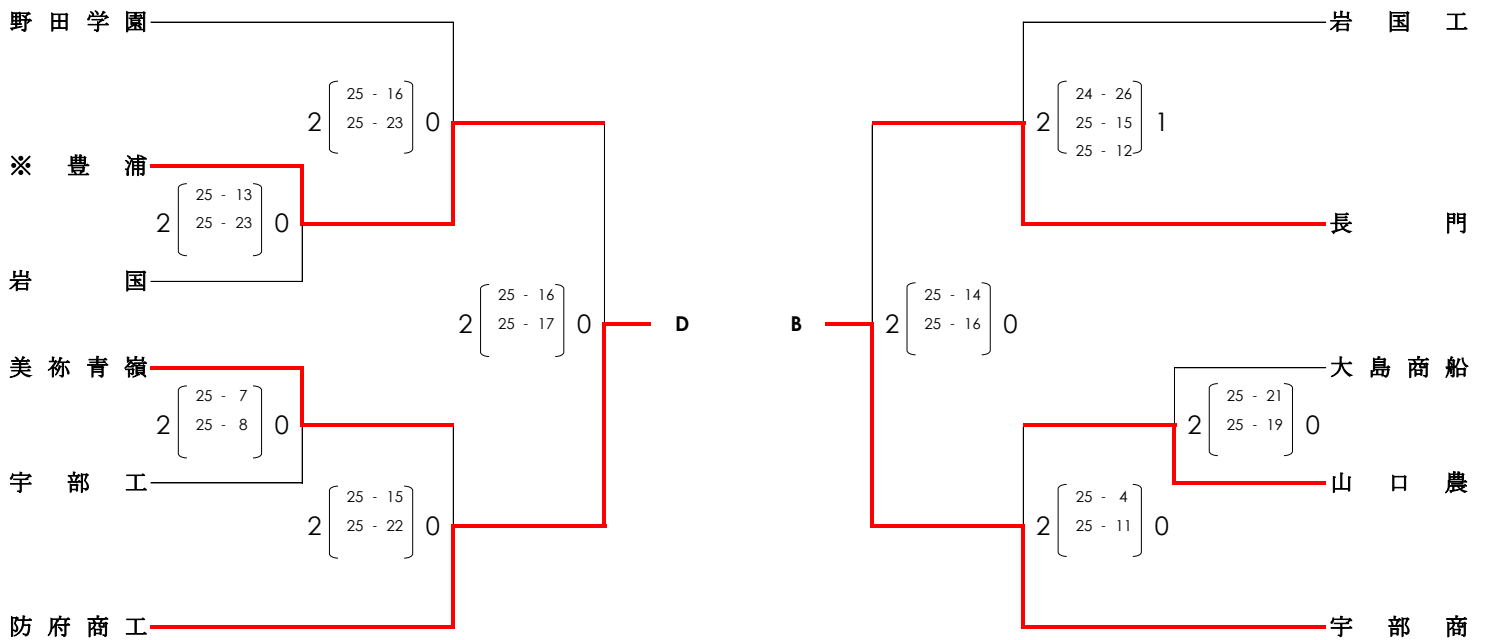 野田学園
岩国工
25 - 16
2 25 - 23 0
24 - 26
2 25 - 15 1
25 - 12
※豊浦
25 - 13
2 25 - 23 0
長門
岩国
25 - 16
2 25 - 17 0
D
B
25 - 14
2 25 - 16 0
美祢青嶺
大島商船
25 - 7
2 25 - 8 0
25 - 21
2 25 - 19 0
宇部工
山口農
25 - 15
2 25 - 22 0
25 - 4
2 25 - 11 0
防府商工
宇部商